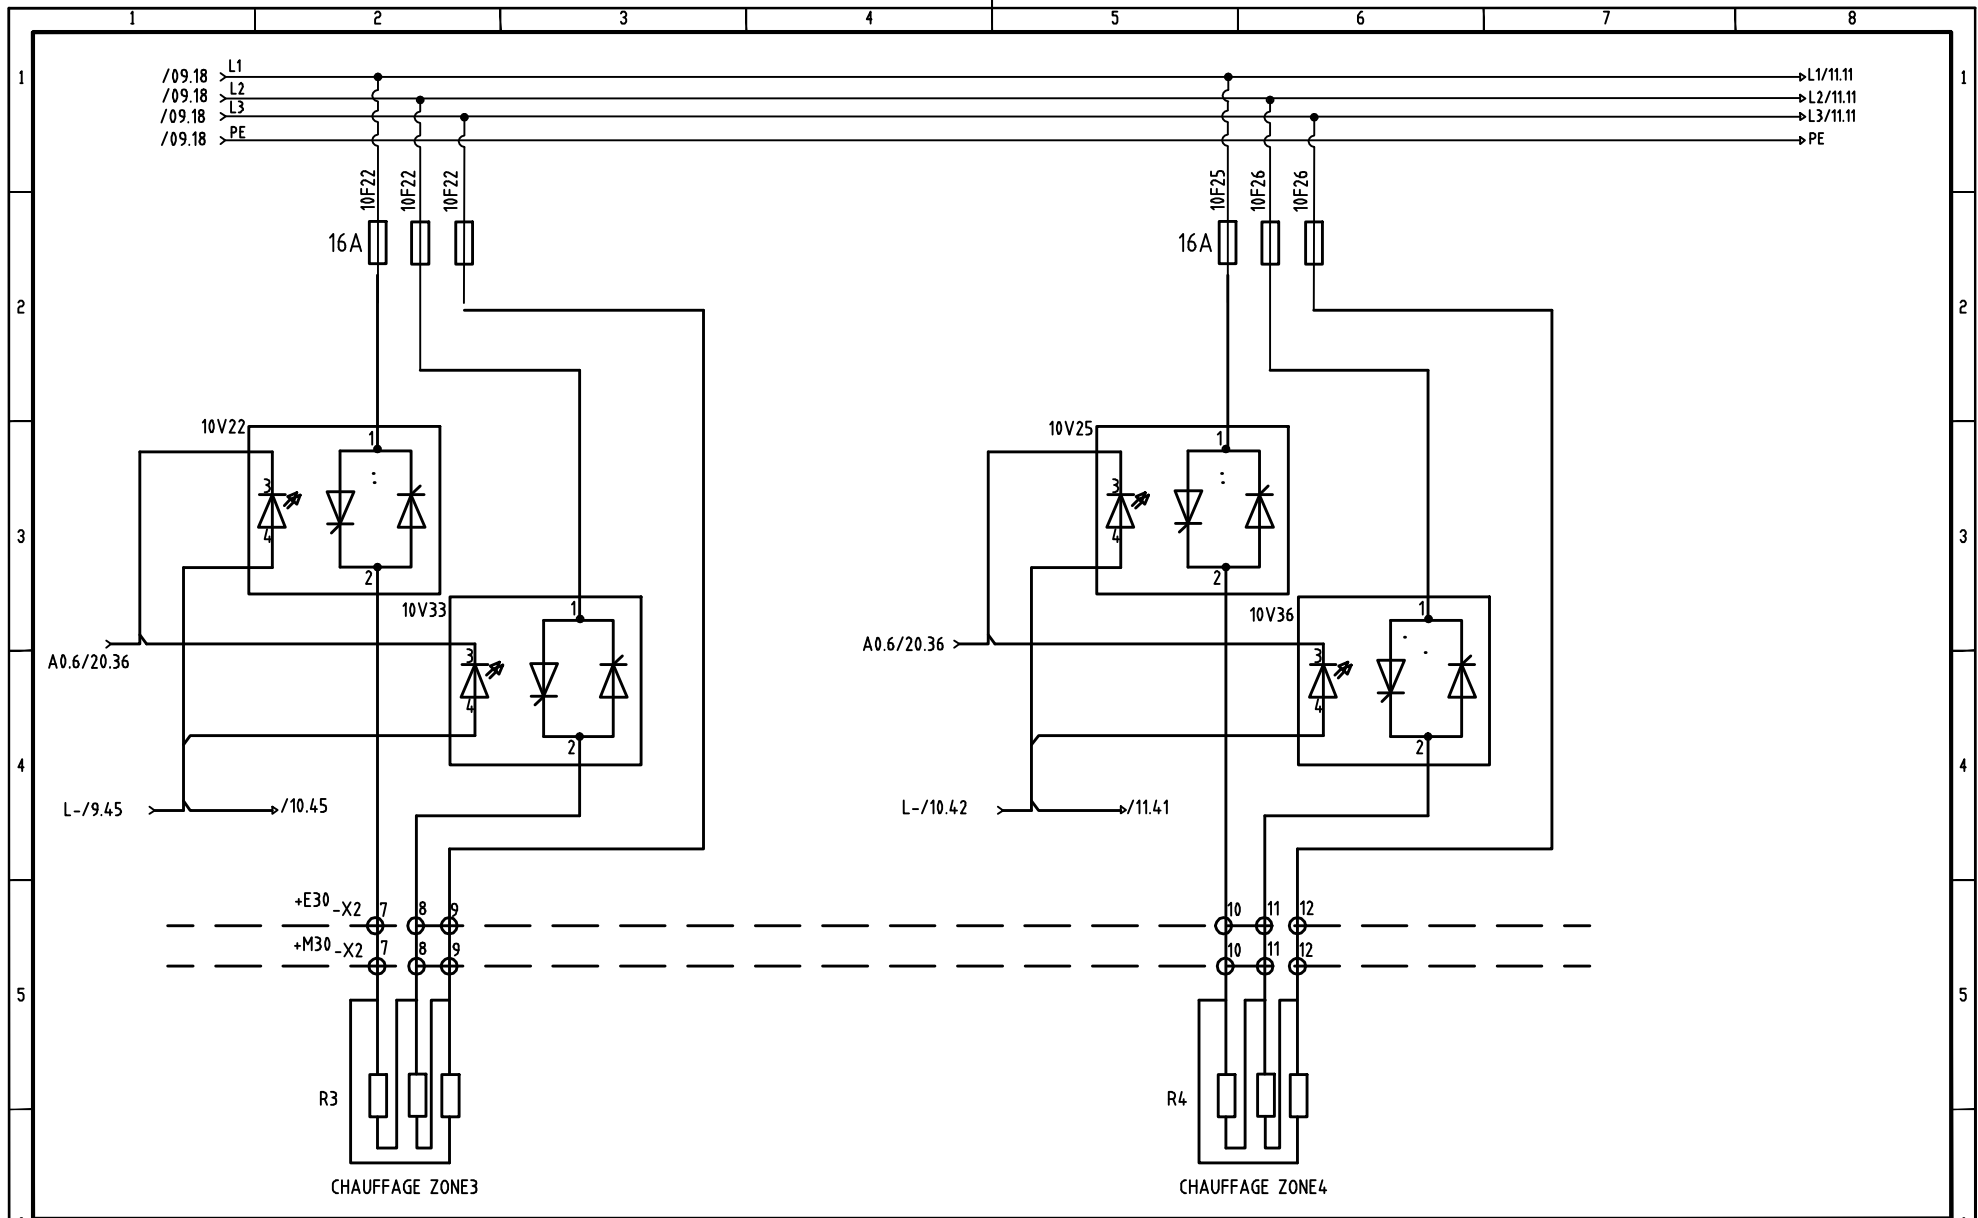 1 2 3 4 5 6 7 8
/09.18 L1 L1/11.11
1 1
/09.18 L2 L2/11.11
/09.18 L3 L3/11.11
/09.18 PE PE
10F22 10F22 10F22 10F25 10F26 10F26
16A 16A
2 2
10V22 1 10V25 1
3 3
4 4
3 3
2 2
10V33 1 10V36 1
A0.6/20.36 3 A0.6/20.36 3
4 4
2 2
4 4
L-/9.45 /10.45 L-/10.42 /11.41
+E30 -X2 7 8 9 10 11 12
+M30 -X2 7 8 9 10 11 12
5 5
R3 R4
CHAUFFAGE ZONE3 CHAUFFAGE ZONE4